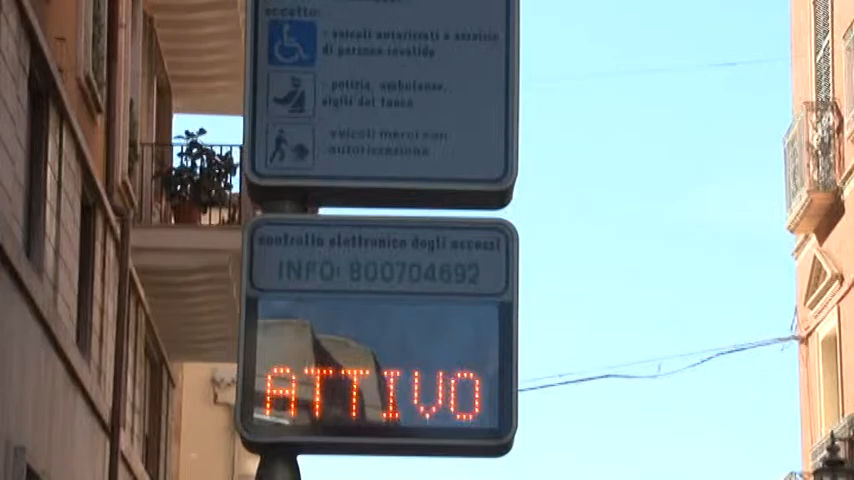 eccetto:
- veicoli autorizzati a servizio
di persone invalide
- polizia, ambulanze,
vigili del fuoco
veicoli merci con
autorizzazione
controllo elettronico degli accessi
INFO: 800704692
ATTIVO